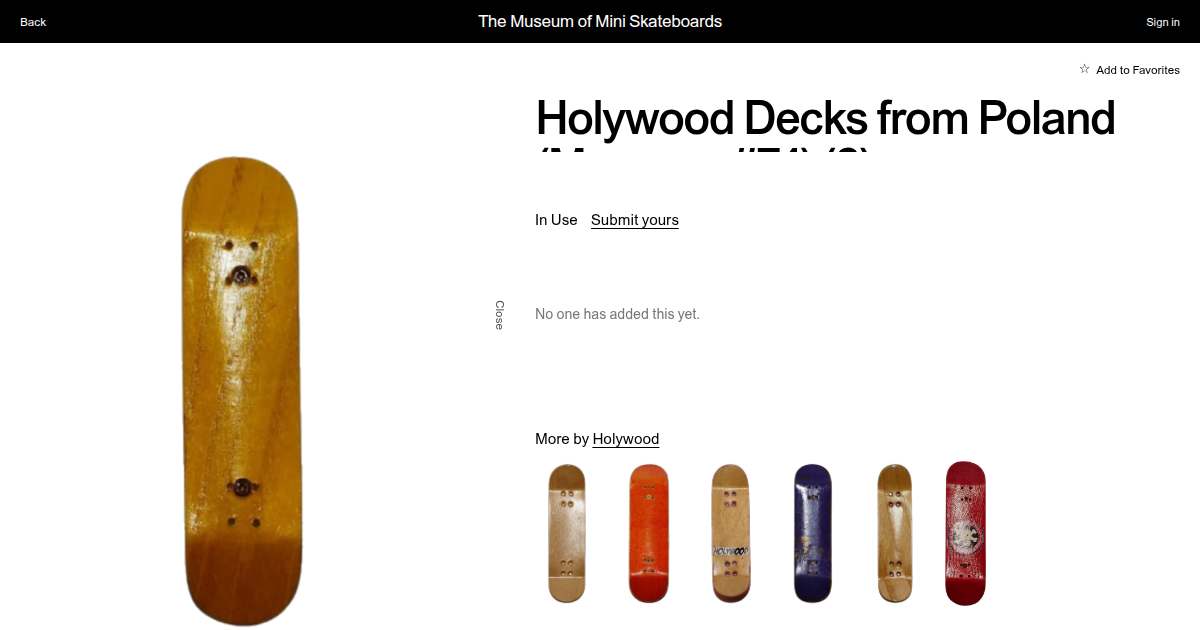 Back
The Museum of Mini Skateboards
Sign in
☆ Add to Favorites
Holywood Decks from Poland
In Use Submit yours
Close
No one has added this yet.
More by Holywood
HOLYWOOD